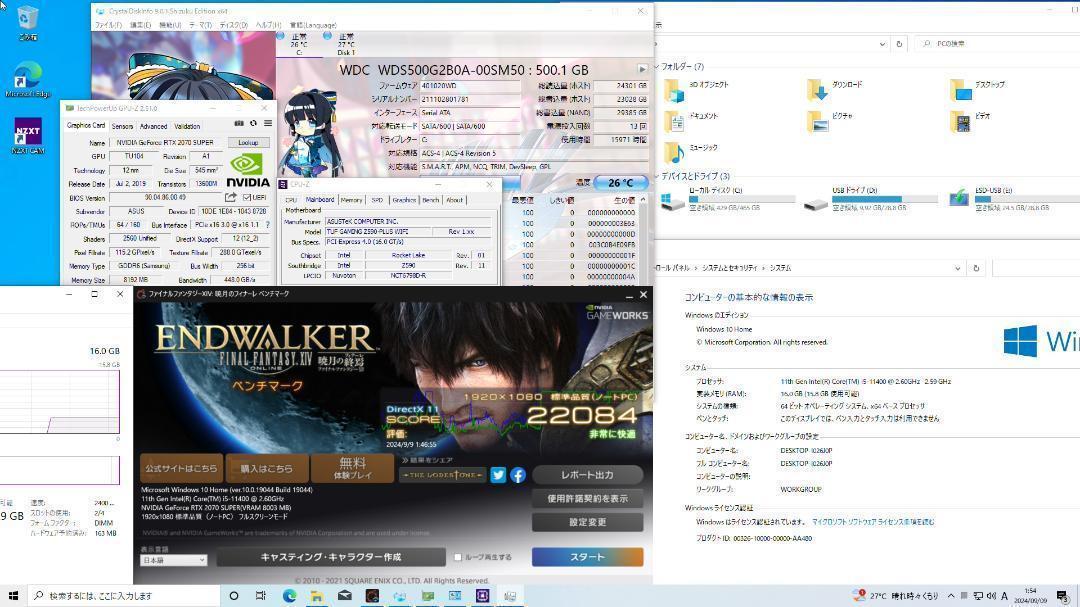 ごみ箱
Microsoft Edge
NZXT
NZXT CAM
CrystalDiskInfo 9.0.1 Shizuku Edition x64
ファイル(F) 編集(E) 機能(U) テーマ(T) ディスク(D) ヘルプ(H) 言語(Language)
正常
26 °C
C:
正常
27 °C
Disk 1
WDC WDS500G2B0A-00SM50 : 500.1 GB
ファームウェア 401020WD
シリアルナンバー 211102801781
インターフェース Serial ATA
対応転送モード SATA/600 | SATA/600
ドライブレター C:
対応規格 ACS-4 | ACS-4 Revision 5
対応機能 S.M.A.R.T., APM, NCQ, TRIM, DevSleep, GPL
総読込量 (ホスト) 24301 GB
総書込量 (ホスト) 23028 GB
総書込量 (NAND) 29385 GB
電源投入回数 13 回
使用時間 15971 時間
温度 26 °C
最悪値 しきい値 生の値
0 000000000000
0 000000003E63
0 00000000000D
0 003C0B4E09FB
0 00000000001F
0 00000000001C
0 00000000004A
TechPowerUp GPU-Z 2.51.0
Graphics Card Sensors Advanced Validation
Name NVIDIA GeForce RTX 2070 SUPER Lookup
GPU TU104 Revision A1
Technology 12 nm Die Size 545 mm²
Release Date Jul 2, 2019 Transistors 13600M
NVIDIA
BIOS Version 90.04.86.00.49 UEFI
Subvendor ASUS Device ID 10DE 1E84 - 1043 8728
ROPs/TMUs 64 / 160 Bus Interface PCIe x16 3.0 @ x16 1.1 ?
Shaders 2560 Unified DirectX Support 12 (12_2)
Pixel Fillrate 115.2 GPixel/s Texture Fillrate 288.0 GTexel/s
Memory Type GDDR6 (Samsung) Bus Width 256 bit
Memory Size 8192 MB Bandwidth 448.0 GB/s
CPU-Z
CPU Mainboard Memory SPD Graphics Bench About
Motherboard
Manufacturer ASUSTeK COMPUTER INC.
Model TUF GAMING Z590-PLUS WIFI Rev 1.xx
Bus Specs. PCI-Express 4.0 (16.0 GT/s)
Chipset Intel Rocket Lake Rev. 01
Southbridge Intel Z590 Rev. 11
LPCIO Nuvoton NCT6798D-R
PCの検索
フォルダー (7)
3D オブジェクト
ダウンロード
デスクトップ
ドキュメント
ピクチャ
ビデオ
ミュージック
デバイスとドライブ (3)
ローカル ディスク (C:)
空き領域 429 GB/465 GB
USB ドライブ (D:)
空き領域 9.92 GB/28.8 GB
ESD-USB (E:)
空き領域 24.5 GB/28.8 GB
ロール パネル › システムとセキュリティ › システム
コンピューターの基本的な情報の表示
Windows のエディション
Windows 10 Home
© Microsoft Corporation. All rights reserved.
システム
プロセッサ: 11th Gen Intel(R) Core(TM) i5-11400 @ 2.60GHz 2.59 GHz
実装メモリ (RAM): 16.0 GB (15.8 GB 使用可能)
システムの種類: 64 ビット オペレーティング システム、x64 ベース プロセッサ
ペンとタッチ: このディスプレイでは、ペン入力とタッチ入力は利用できません
コンピューター名、ドメインおよびワークグループの設定
コンピューター名: DESKTOP-I026J0P
フル コンピューター名: DESKTOP-I026J0P
コンピューターの説明:
ワークグループ: WORKGROUP
Windows ライセンス認証
Windows はライセンス認証されています。 マイクロソフト ソフトウェア ライセンス条項を読む
プロダクト ID: 00326-10000-00000-AA480
16.0 GB
15.8 GB
0
可能
9 GB
速度: 2400...
スロットの使用: 2/4
フォーム ファクター: DIMM
ハードウェア予約済み: 163 MB
ファイナルファンタジーXIV: 暁月のフィナーレ ベンチマーク
NVIDIA GAMEWORKS
ENDWALKER
FINAL FANTASY XIV ONLINE 暁月の終焉
ベンチマーク
1920×1080 標準品質(ノートPC)
DirectX 11
SCORE 22084
評価: 非常に快適
2024/9/9 1:46:55
公式サイトはこちら
購入はこちら
無料
体験プレイ
結果をシェア
THE LODESTONE
レポート出力
使用許諾契約を表示
設定変更
Microsoft Windows 10 Home (ver.10.0.19044 Build 19044)
11th Gen Intel(R) Core(TM) i5-11400 @ 2.60GHz
NVIDIA GeForce RTX 2070 SUPER(VRAM 8003 MB)
1920x1080 標準品質(ノートPC) フルスクリーンモード
NVIDIA® and NVIDIA GameWorks™ are trademarks of NVIDIA Corporation and are used under license.
表示言語
日本語
キャスティング・キャラクター作成
ループ再生する
スタート
© 2010 - 2021 SQUARE ENIX CO., LTD. All Rights Reserved.
検索するには、ここに入力します
27°C 晴れ時々くもり
A
1:54
2024/09/09
3